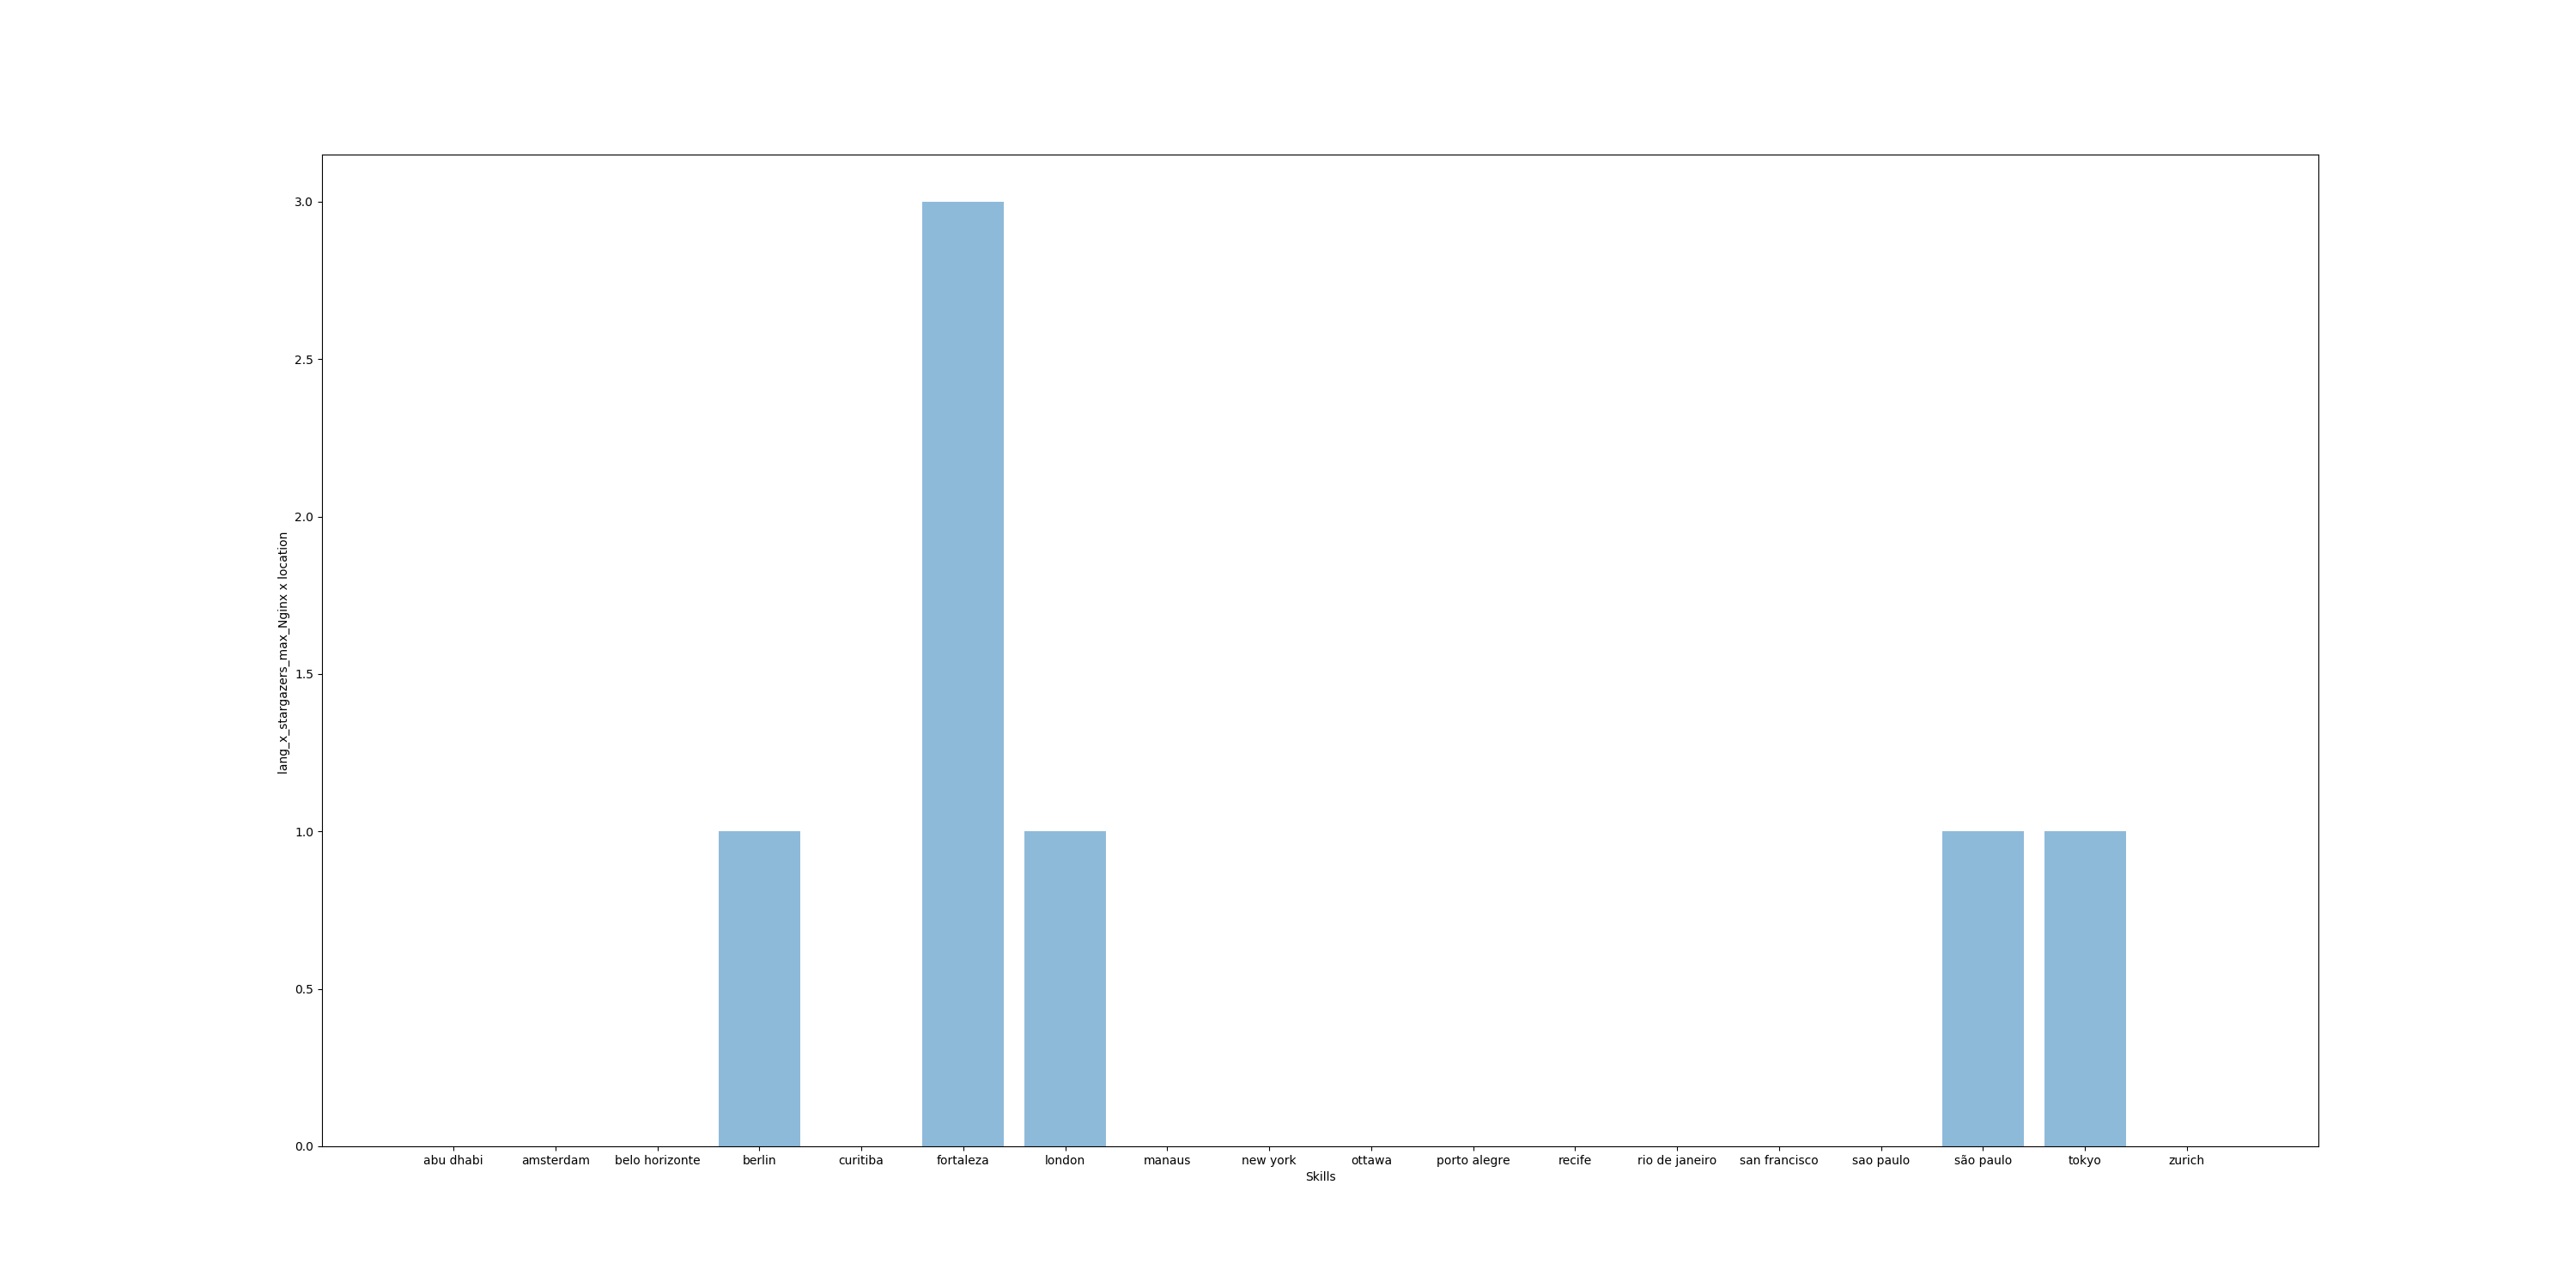 3.0
2.5
2.0
1.5
1.0
0.5
0.0
lang_x_stargazers_max_Nginx x location
abu dhabi amsterdam belo horizonte berlin curitiba fortaleza london manaus new york ottawa porto alegre recife rio de janeiro san francisco sao paulo são paulo tokyo zurich
Skills